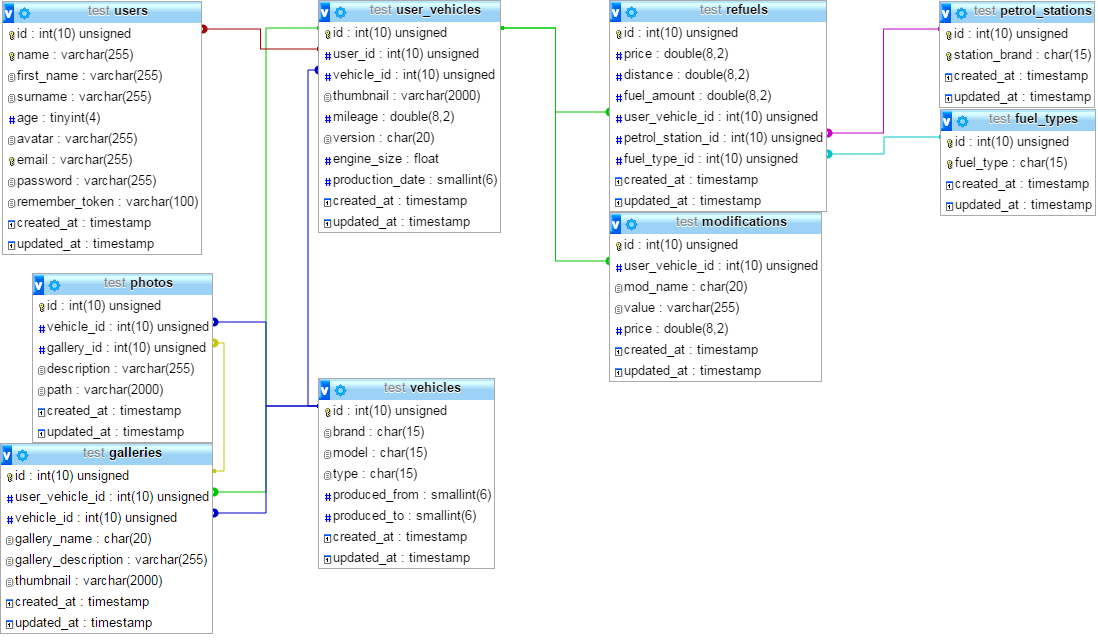 test users
id : int(10) unsigned
name : varchar(255)
first_name : varchar(255)
surname : varchar(255)
age : tinyint(4)
avatar : varchar(255)
email : varchar(255)
password : varchar(255)
remember_token : varchar(100)
created_at : timestamp
updated_at : timestamp
test user_vehicles
id : int(10) unsigned
user_id : int(10) unsigned
vehicle_id : int(10) unsigned
thumbnail : varchar(2000)
mileage : double(8,2)
version : char(20)
engine_size : float
production_date : smallint(6)
created_at : timestamp
updated_at : timestamp
test refuels
id : int(10) unsigned
price : double(8,2)
distance : double(8,2)
fuel_amount : double(8,2)
user_vehicle_id : int(10) unsigned
petrol_station_id : int(10) unsigned
fuel_type_id : int(10) unsigned
created_at : timestamp
updated_at : timestamp
test petrol_stations
id : int(10) unsigned
station_brand : char(15)
created_at : timestamp
updated_at : timestamp
test fuel_types
id : int(10) unsigned
fuel_type : char(15)
created_at : timestamp
updated_at : timestamp
test modifications
id : int(10) unsigned
user_vehicle_id : int(10) unsigned
mod_name : char(20)
value : varchar(255)
price : double(8,2)
created_at : timestamp
updated_at : timestamp
test photos
id : int(10) unsigned
vehicle_id : int(10) unsigned
gallery_id : int(10) unsigned
description : varchar(255)
path : varchar(2000)
created_at : timestamp
updated_at : timestamp
test vehicles
id : int(10) unsigned
brand : char(15)
model : char(15)
type : char(15)
produced_from : smallint(6)
produced_to : smallint(6)
created_at : timestamp
updated_at : timestamp
test galleries
id : int(10) unsigned
user_vehicle_id : int(10) unsigned
vehicle_id : int(10) unsigned
gallery_name : char(20)
gallery_description : varchar(255)
thumbnail : varchar(2000)
created_at : timestamp
updated_at : timestamp